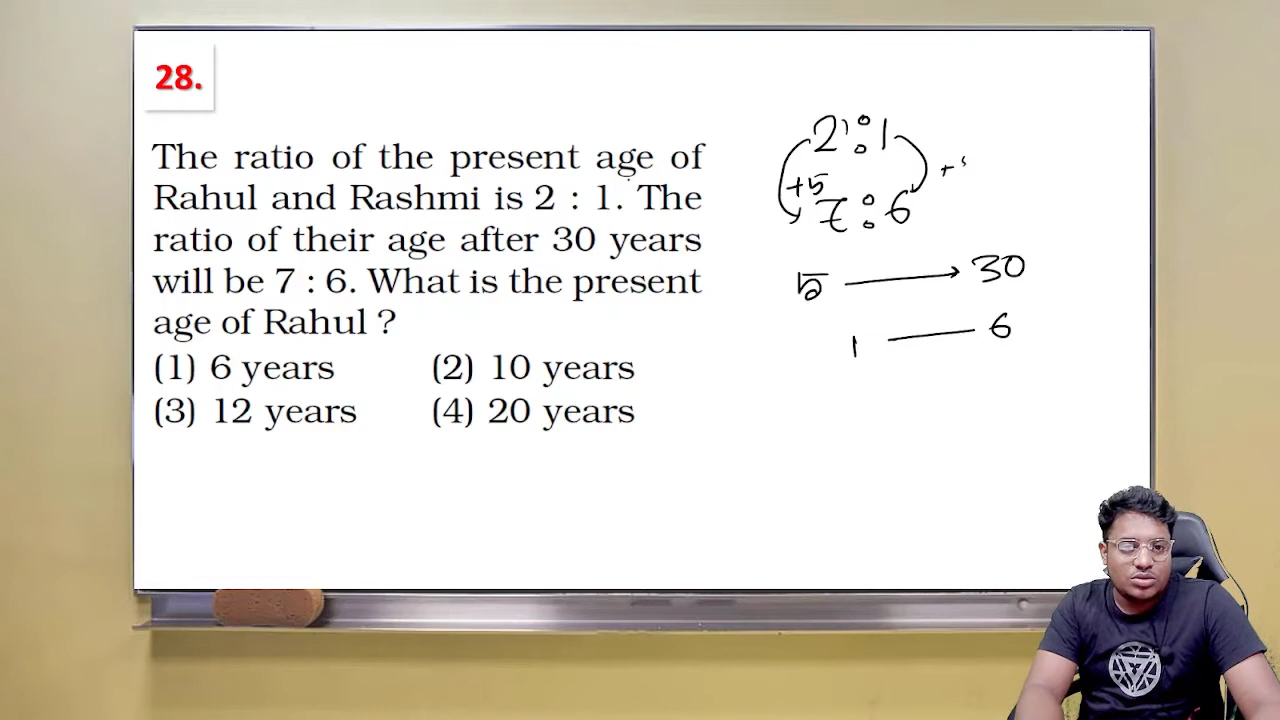 28.
The ratio of the present age of
Rahul and Rashmi is 2 : 1. The
ratio of their age after 30 years
will be 7 : 6. What is the present
age of Rahul ?
(1) 6 years (2) 10 years
(3) 12 years (4) 20 years
2 : 1
+5
7 : 6
5 → 30
1 — 6